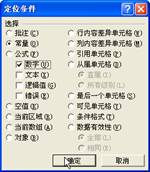 定位条件
选择
批注(C)
常量(O)
公式(F)
数字(U)
文本(X)
逻辑值(G)
错误(E)
空值(K)
当前区域(R)
当前数组(A)
对象(B)
行内容差异单元格(W)
列内容差异单元格(M)
引用单元格(P)
从属单元格(D)
直属(I)
所有级别(L)
最后一个单元格(S)
可见单元格(Y)
条件格式(T)
数据有效性(V)
全部(L)
相同(E)
确定
取消